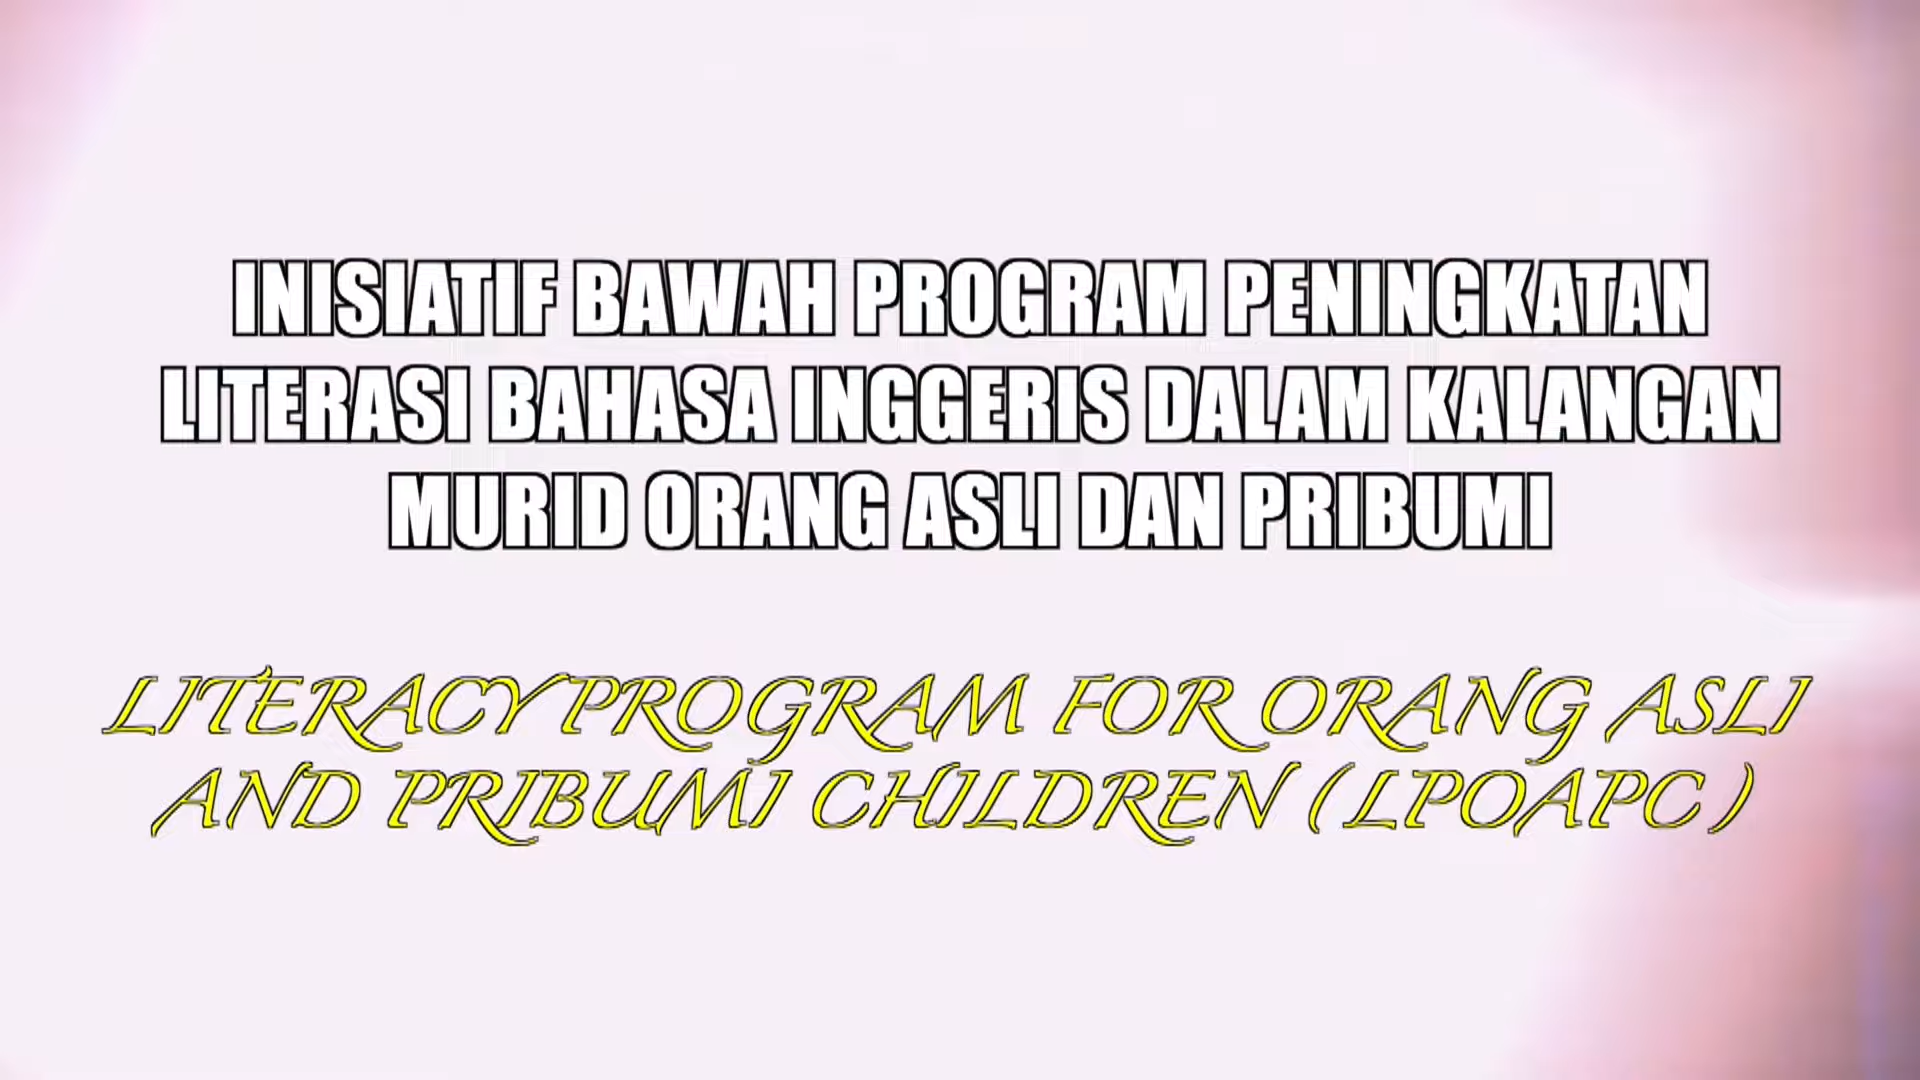 INISIATIF BAWAH PROGRAM PENINGKATAN
LITERASI BAHASA INGGERIS DALAM KALANGAN
MURID ORANG ASLI DAN PRIBUMI
LITERACY PROGRAM FOR ORANG ASLI
AND PRIBUMI CHILDREN (LPOAPC)